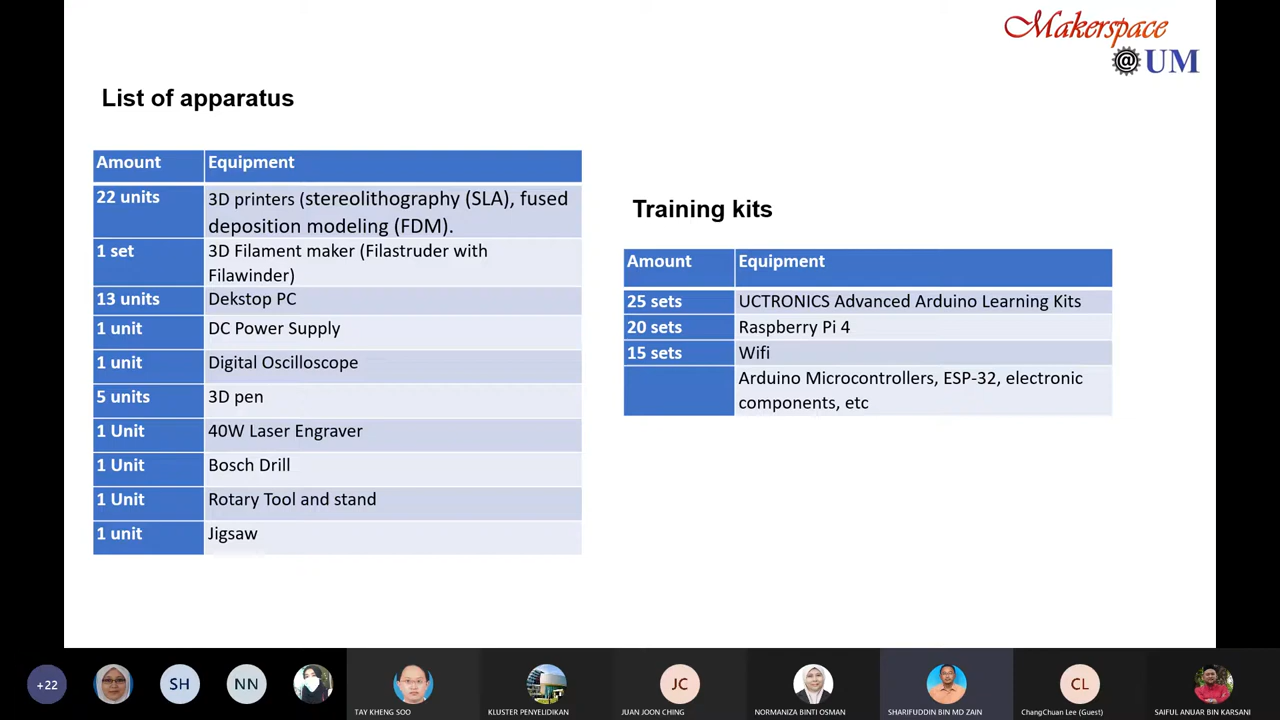 Makerspace
@UM
List of apparatus
Amount Equipment
22 units 3D printers (stereolithography (SLA), fused
deposition modeling (FDM).
1 set 3D Filament maker (Filastruder with
Filawinder)
13 units Dekstop PC
1 unit DC Power Supply
1 unit Digital Oscilloscope
5 units 3D pen
1 Unit 40W Laser Engraver
1 Unit Bosch Drill
1 Unit Rotary Tool and stand
1 unit Jigsaw
Training kits
Amount Equipment
25 sets UCTRONICS Advanced Arduino Learning Kits
20 sets Raspberry Pi 4
15 sets Wifi
Arduino Microcontrollers, ESP-32, electronic
components, etc
+22 SH NN JC CL
TAY KHENG SOO KLUSTER PENYELIDIKAN JUAN JOON CHING NORMANIZA BINTI OSMAN SHARIFUDDIN BIN MD ZAIN ChangChuan Lee (Guest) SAIFUL ANUAR BIN KARSANI